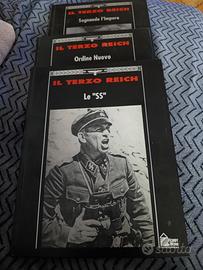 IL TERZO REICH
Sognando l'Impero
IL TERZO REICH
Ordine Nuovo
IL TERZO REICH
Le "SS"